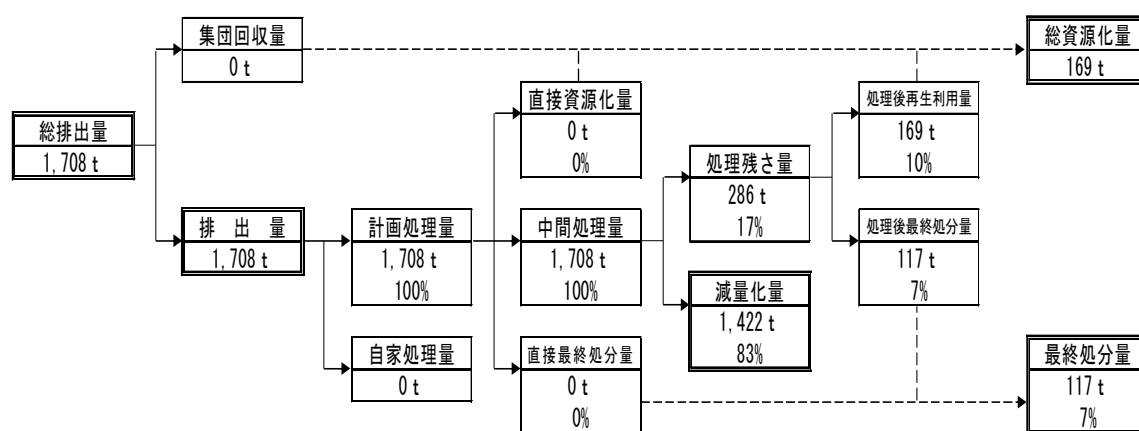 集団回収量
0 t
総資源化量
169 t
直接資源化量
0 t
0%
処理後再生利用量
169 t
10%
総排出量
1,708 t
処理残さ量
286 t
17%
排 出 量
1,708 t
計画処理量
1,708 t
100%
中間処理量
1,708 t
100%
処理後最終処分量
117 t
7%
減量化量
1,422 t
83%
自家処理量
0 t
直接最終処分量
0 t
0%
最終処分量
117 t
7%